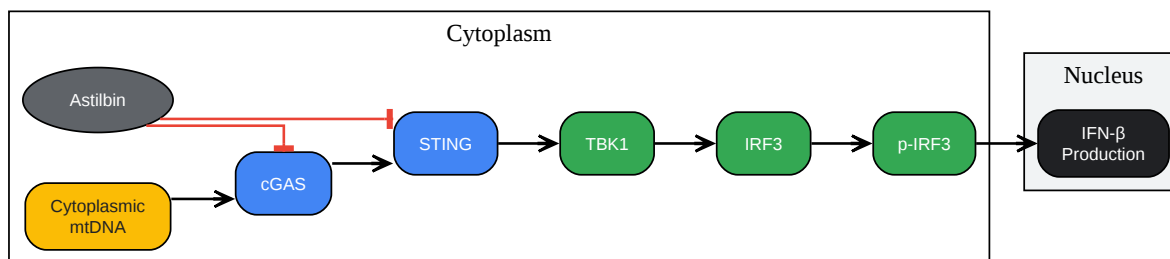 Cytoplasm
Nucleus
Astilbin
STING
TBK1
IRF3
p-IRF3
IFN-β
Production
cGAS
Cytoplasmic
mtDNA